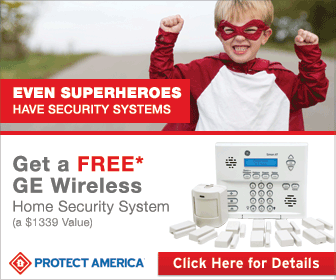 EVEN SUPERHEROES
HAVE SECURITY SYSTEMS
Get a FREE*
GE Wireless
Home Security System
(a $1339 Value)
PROTECT AMERICA
Click Here for Details